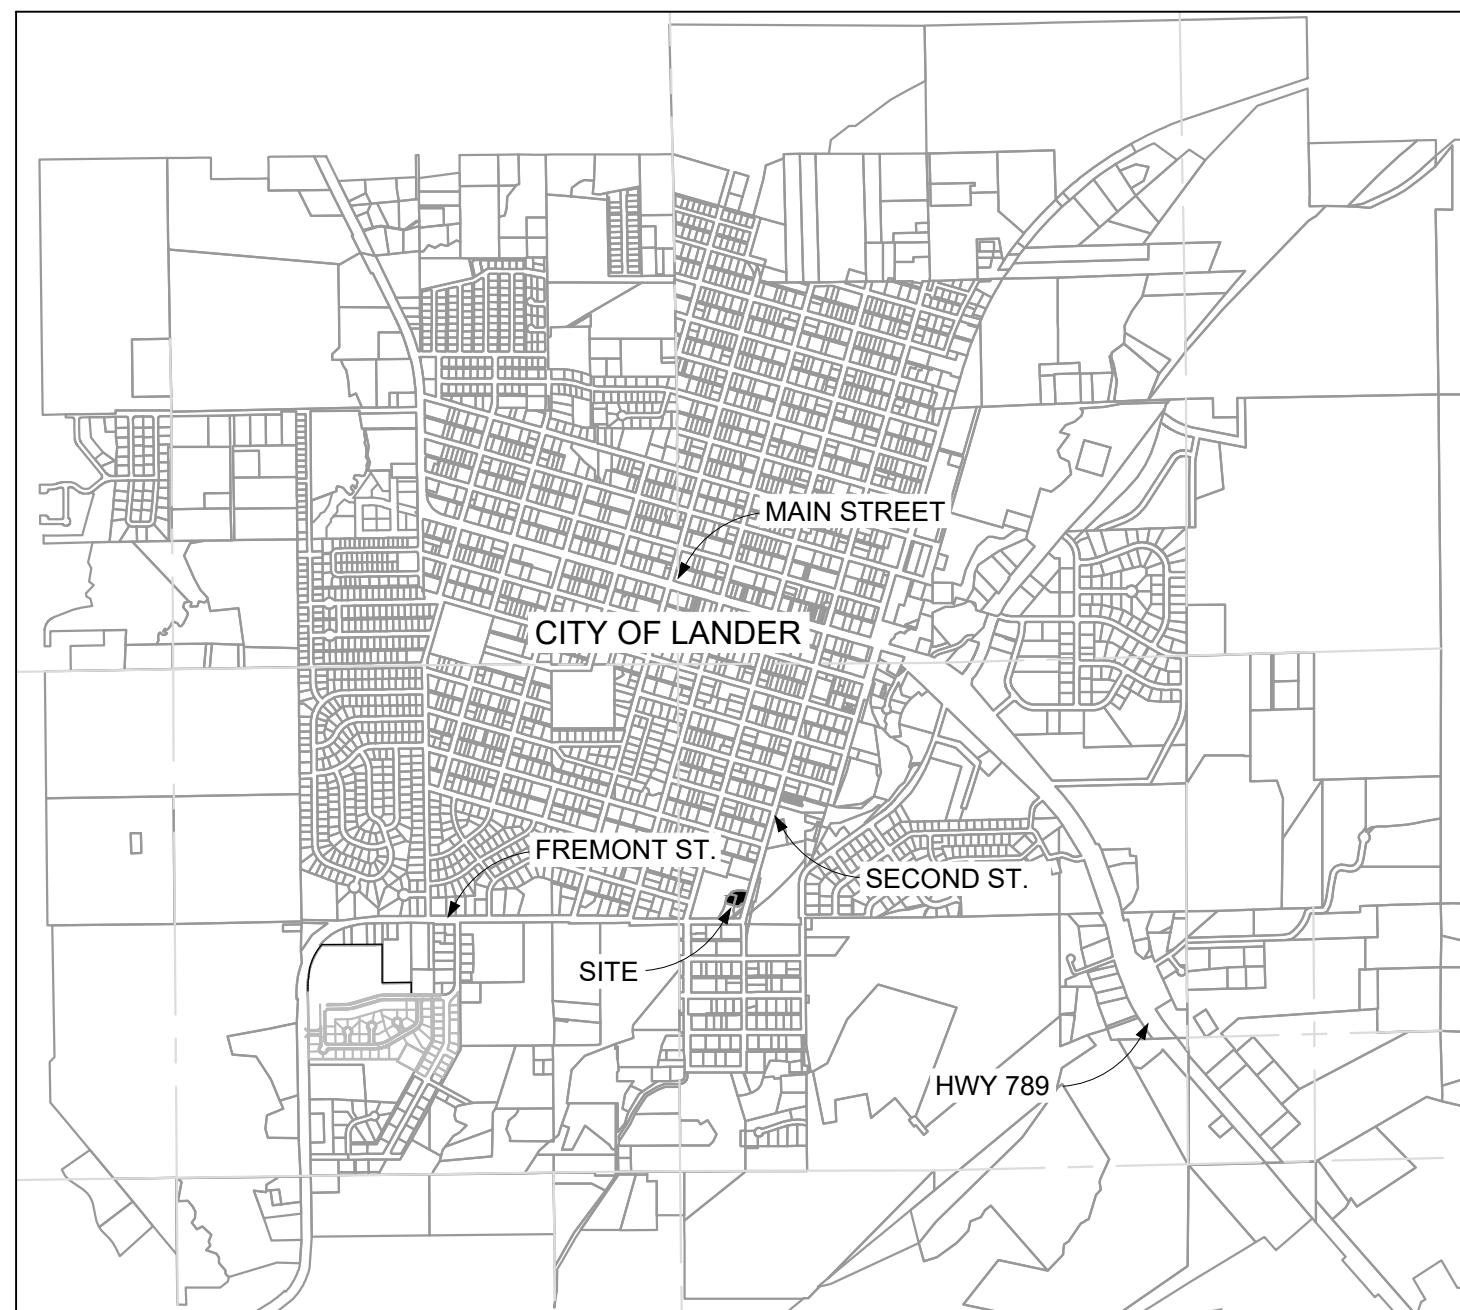 MAIN STREET
CITY OF LANDER
FREMONT ST.
SECOND ST.
SITE
HWY 789